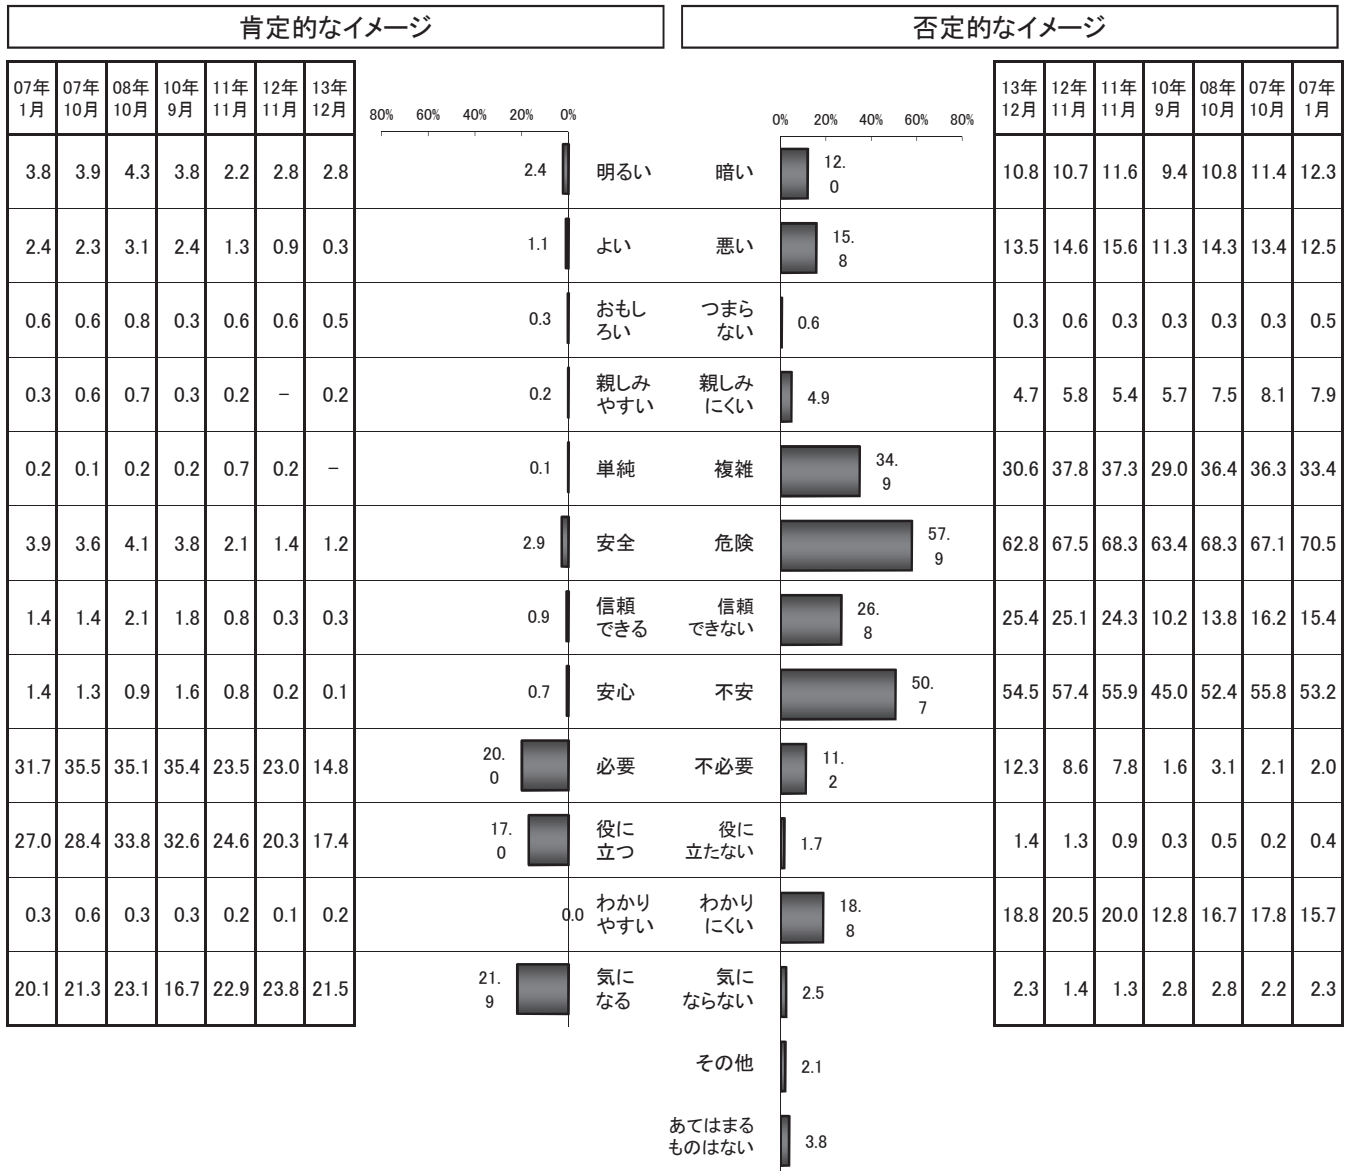 肯定的なイメージ 否定的なイメージ
07年 07年 08年 10年 11年 12年 13年
1月 10月 10月 9月 11月 11月 12月
80% 60% 40% 20% 0%
0% 20% 40% 60% 80%
13年 12年 11年 10年 08年 07年 07年
12月 11月 11月 9月 10月 10月 1月
3.8 3.9 4.3 3.8 2.2 2.8 2.8 2.4 明るい 暗い 12. 10.8 10.7 11.6 9.4 10.8 11.4 12.3
0
2.4 2.3 3.1 2.4 1.3 0.9 0.3 1.1 よい 悪い 15. 13.5 14.6 15.6 11.3 14.3 13.4 12.5
8
0.6 0.6 0.8 0.3 0.6 0.6 0.5 0.3 おもし つまら 0.6 0.3 0.6 0.3 0.3 0.3 0.3 0.5
ろい ない
0.3 0.6 0.7 0.3 0.2 − 0.2 0.2 親しみ 親しみ 4.9 4.7 5.8 5.4 5.7 7.5 8.1 7.9
やすい にくい
0.2 0.1 0.2 0.2 0.7 0.2 − 0.1 単純 複雑 34. 30.6 37.8 37.3 29.0 36.4 36.3 33.4
9
3.9 3.6 4.1 3.8 2.1 1.4 1.2 2.9 安全 危険 57. 62.8 67.5 68.3 63.4 68.3 67.1 70.5
9
1.4 1.4 2.1 1.8 0.8 0.3 0.3 0.9 信頼 信頼 26. 25.4 25.1 24.3 10.2 13.8 16.2 15.4
できる できない 8
1.4 1.3 0.9 1.6 0.8 0.2 0.1 0.7 安心 不安 50. 54.5 57.4 55.9 45.0 52.4 55.8 53.2
7
31.7 35.5 35.1 35.4 23.5 23.0 14.8 20. 必要 不必要 11. 12.3 8.6 7.8 1.6 3.1 2.1 2.0
0 2
27.0 28.4 33.8 32.6 24.6 20.3 17.4 17. 役に 役に 1.7 1.4 1.3 0.9 0.3 0.5 0.2 0.4
0 立つ 立たない
0.3 0.6 0.3 0.3 0.2 0.1 0.2 0.0 わかり わかり 18. 18.8 20.5 20.0 12.8 16.7 17.8 15.7
やすい にくい 8
20.1 21.3 23.1 16.7 22.9 23.8 21.5 21. 気に 気に 2.5 2.3 1.4 1.3 2.8 2.8 2.2 2.3
9 なる ならない
その他 2.1
あてはまる 3.8
ものはない